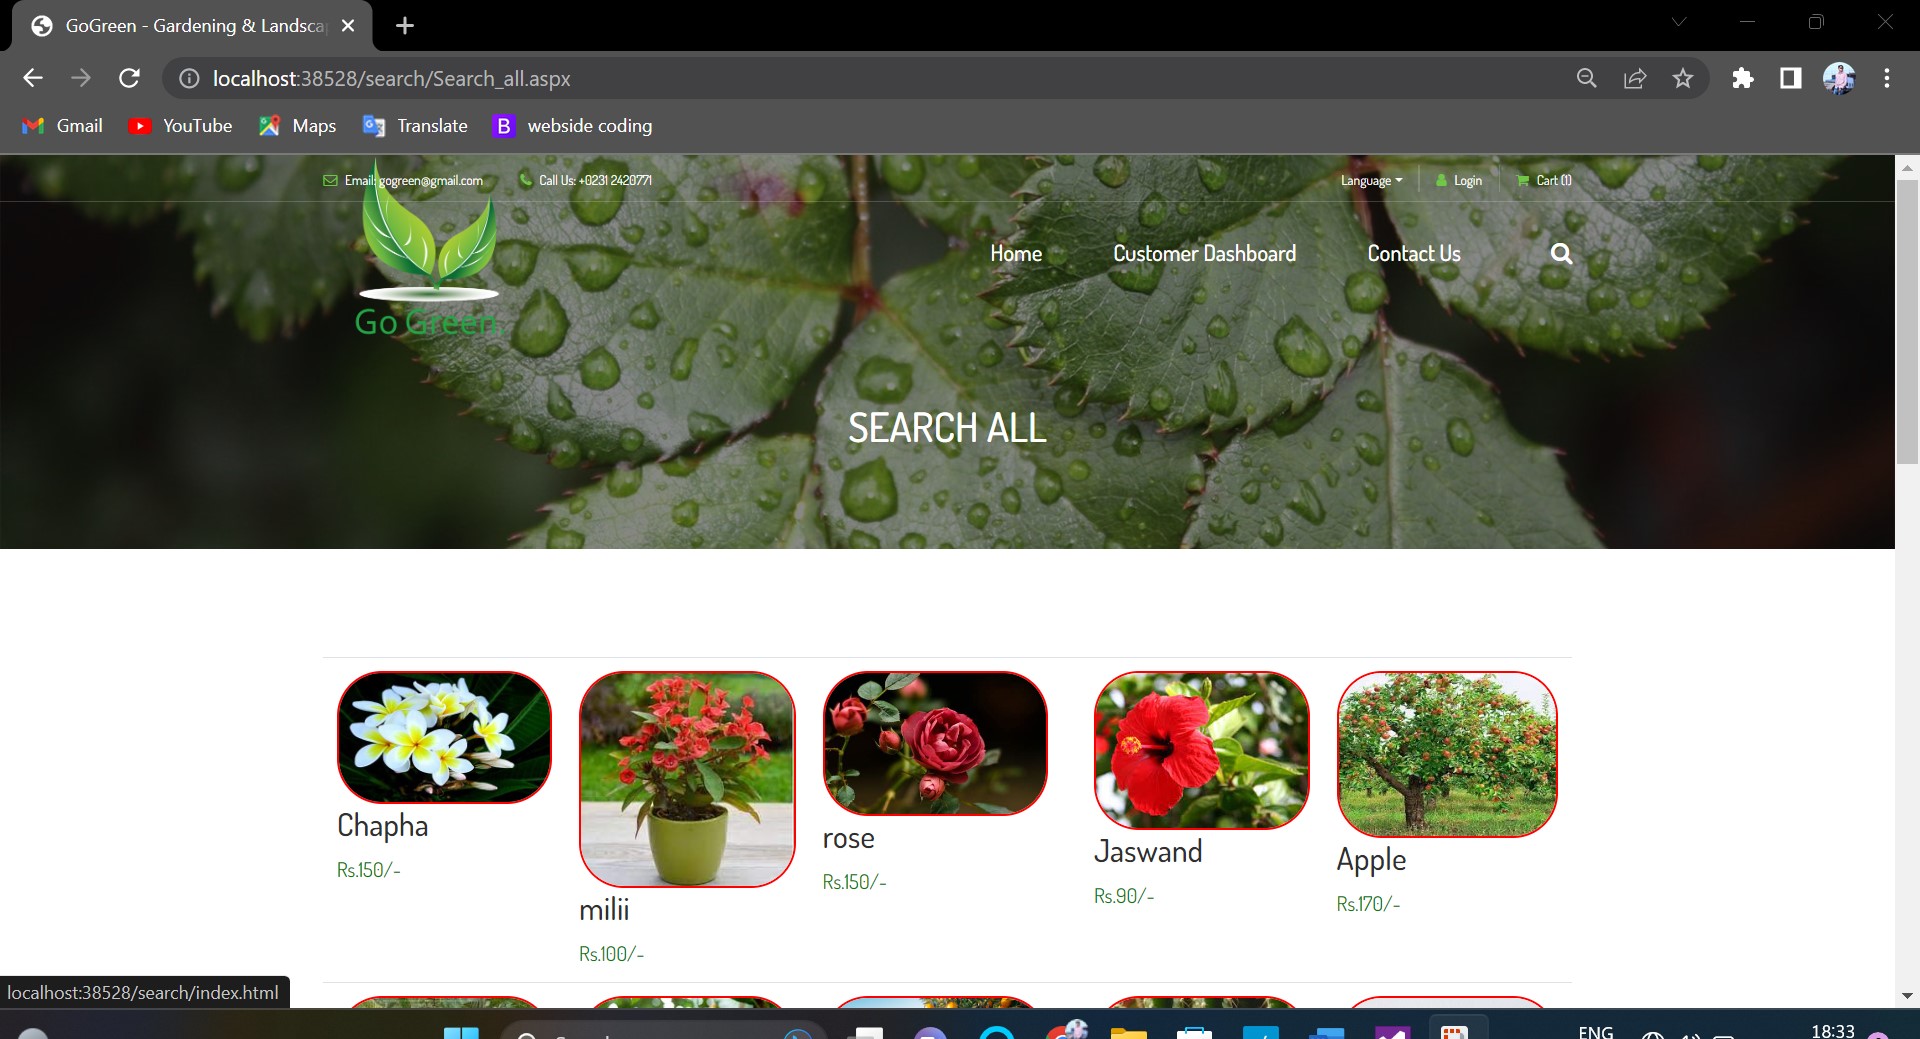 GoGreen - Gardening & Landsca
localhost:38528/search/Search_all.aspx
Gmail YouTube Maps Translate B webside coding
Email: gogreen@gmail.com Call Us: +0231 2420771 Language Login Cart (1)
Go Green
Home Customer Dashboard Contact Us
SEARCH ALL
Chapha
Rs.150/-
milii
Rs.100/-
rose
Rs.150/-
Jaswand
Rs.90/-
Apple
Rs.170/-
localhost:38528/search/index.html
ENG
18:33